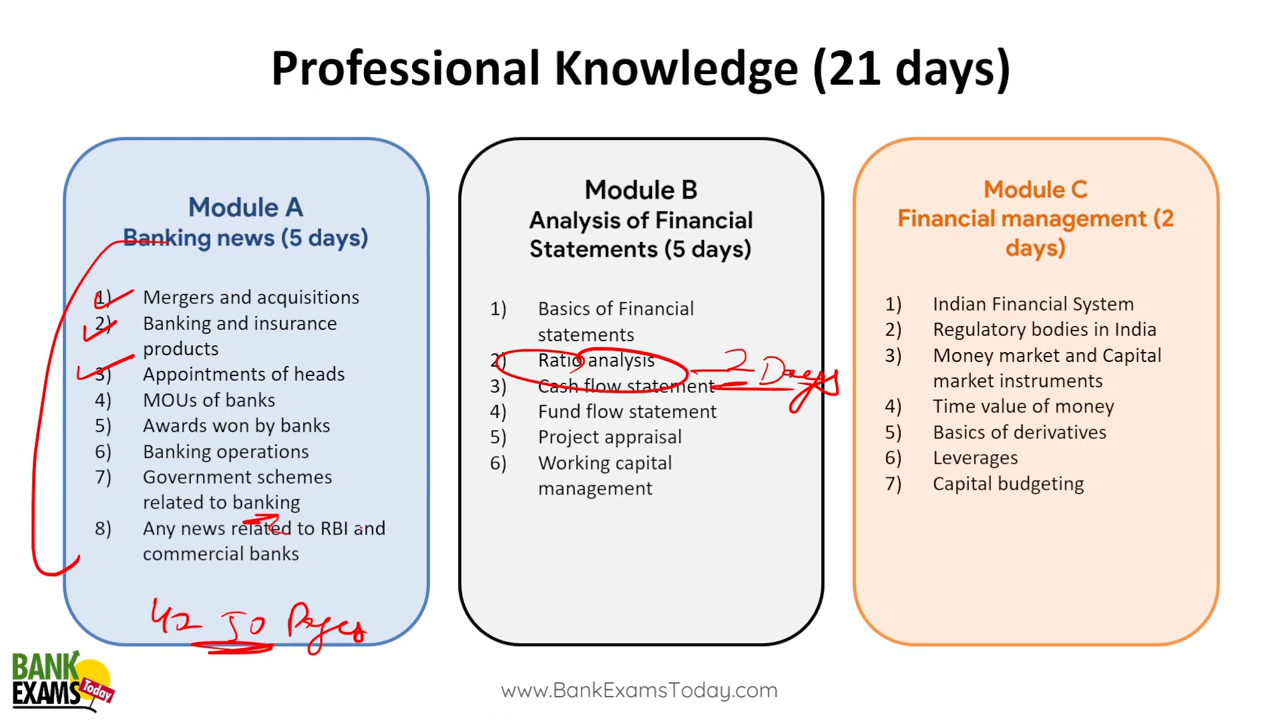 Professional Knowledge (21 days)
Module A
Banking news (5 days)
1) Mergers and acquisitions
2) Banking and insurance
products
3) Appointments of heads
4) MOUs of banks
5) Awards won by banks
6) Banking operations
7) Government schemes
related to banking
8) Any news related to RBI and
commercial banks
42 50 Pages
Module B
Analysis of Financial
Statements (5 days)
1) Basics of Financial
statements
2) Ratio analysis
2 Days
3) Cash flow statement
4) Fund flow statement
5) Project appraisal
6) Working capital
management
Module C
Financial management (2
days)
1) Indian Financial System
2) Regulatory bodies in India
3) Money market and Capital
market instruments
4) Time value of money
5) Basics of derivatives
6) Leverages
7) Capital budgeting
BANK
EXAMS
Today
www.BankExamsToday.com